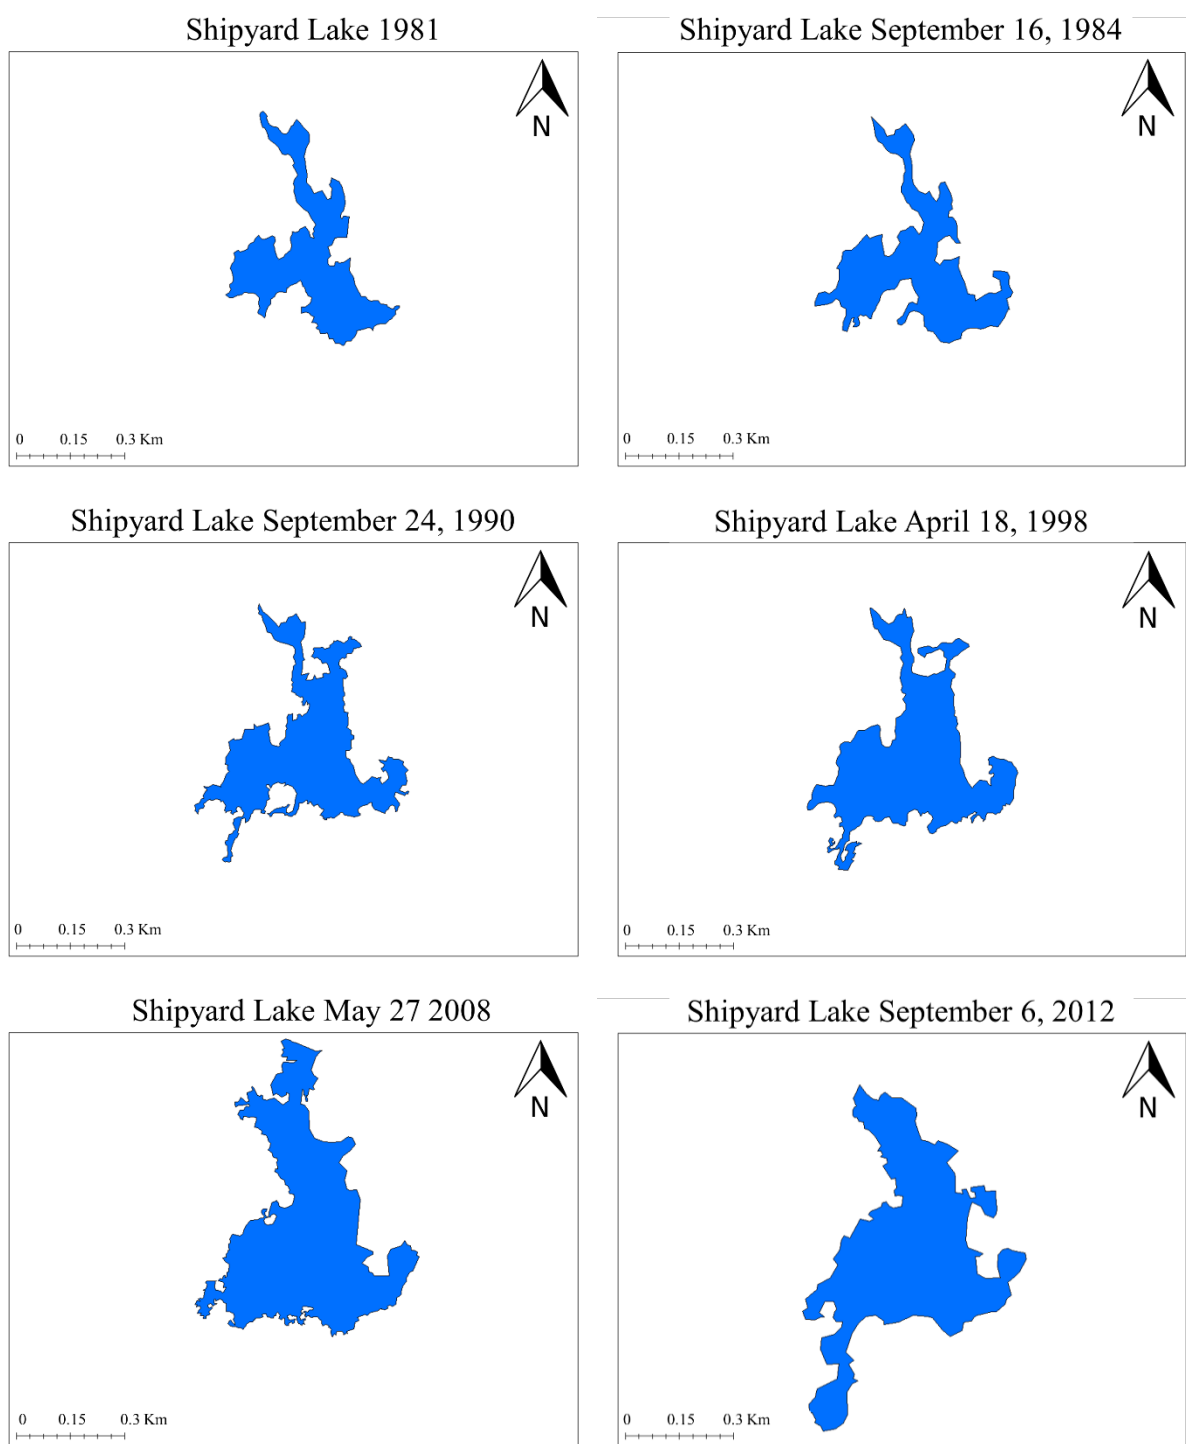 Shipyard Lake 1981
N
0 0.15 0.3 Km
Shipyard Lake September 16, 1984
N
0 0.15 0.3 Km
Shipyard Lake September 24, 1990
N
0 0.15 0.3 Km
Shipyard Lake April 18, 1998
N
0 0.15 0.3 Km
Shipyard Lake May 27 2008
N
0 0.15 0.3 Km
Shipyard Lake September 6, 2012
N
0 0.15 0.3 Km